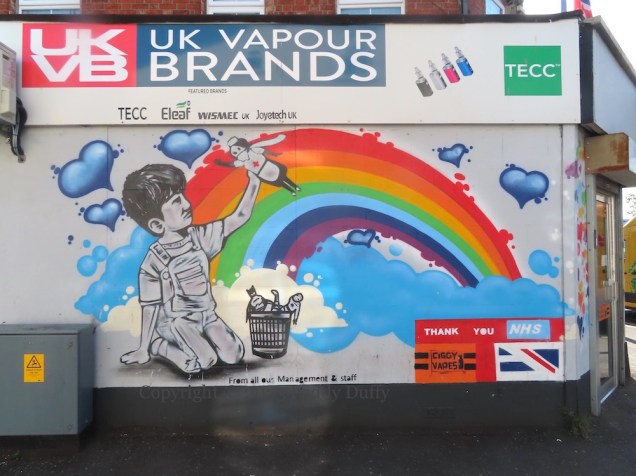 UK
VB
UK VAPOUR
BRANDS
FEATURED BRANDS
TECC Eleaf WISMEC UK Joyetech UK
TECC
THANK YOU NHS
CIGGY
VAPES
From all our Management & staff
Copyright Duffy